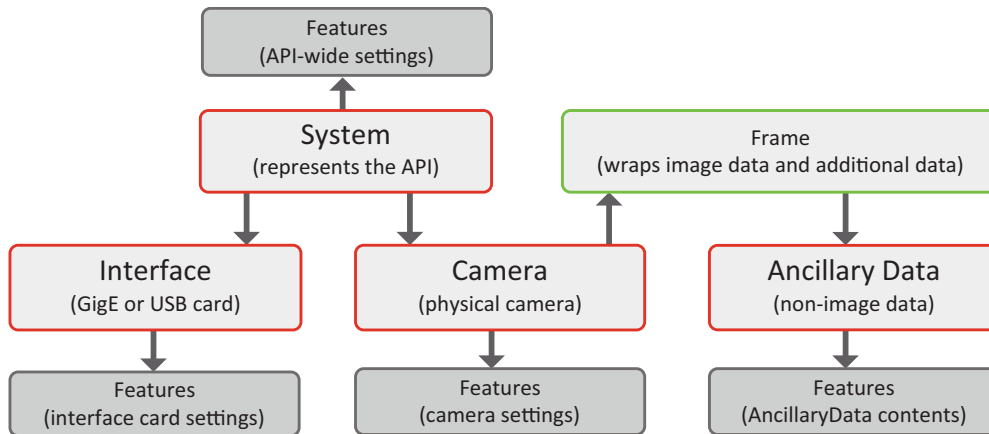 Features
(API-wide settings)
System
(represents the API)
Frame
(wraps image data and additional data)
Interface
(GigE or USB card)
Camera
(physical camera)
Ancillary Data
(non-image data)
Features
(interface card settings)
Features
(camera settings)
Features
(AncillaryData contents)